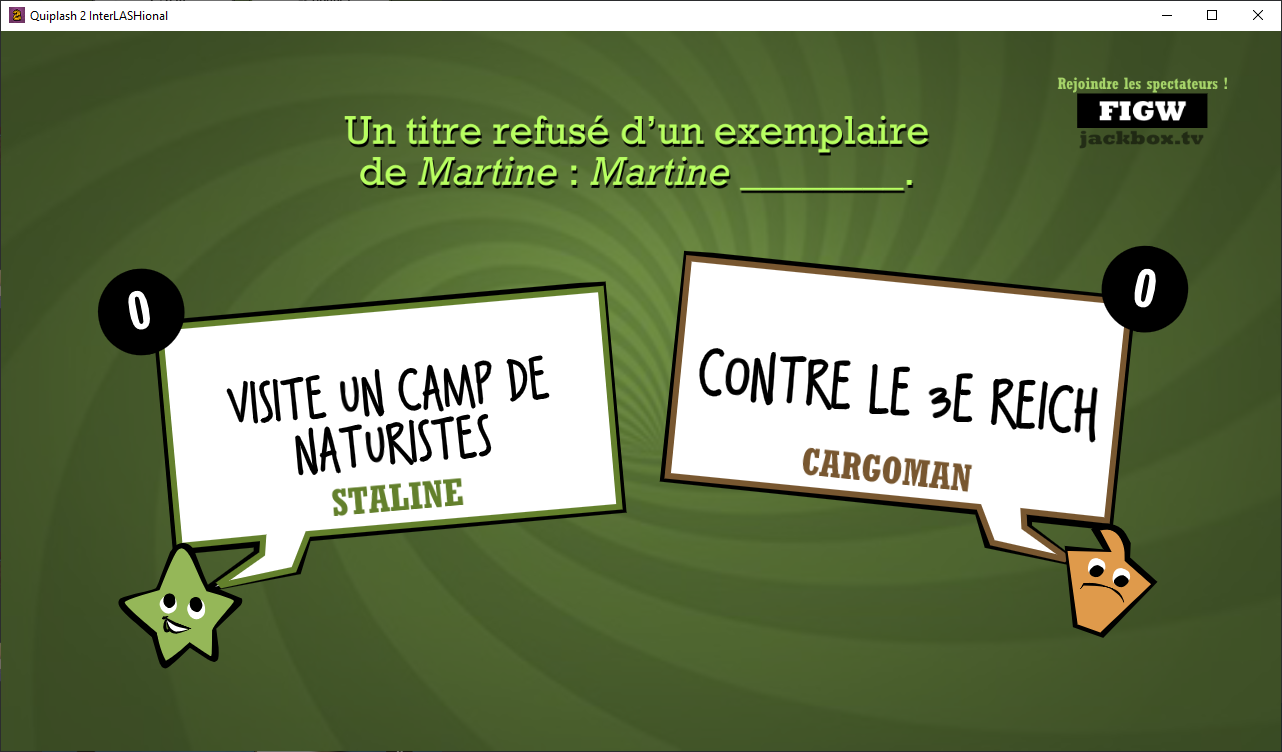 Quiplash 2 InterLASHional
Rejoindre les spectateurs !
FIGW
jackbox.tv
Un titre refusé d’un exemplaire
de Martine : Martine ________.
0
VISITE UN CAMP DE
NATURISTES
STALINE
0
CONTRE LE 3E REICH
CARGOMAN